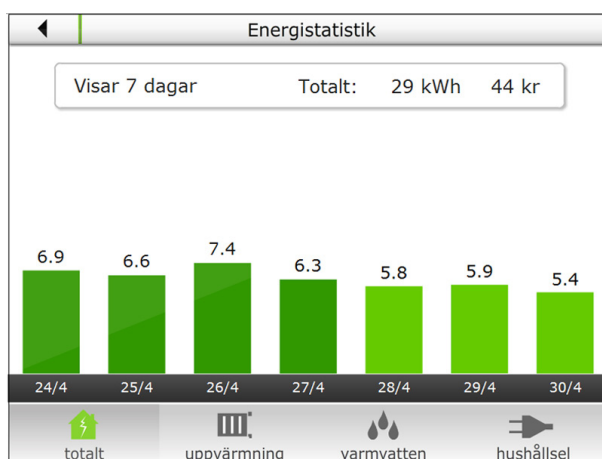 Energistatistik
Visar 7 dagar Totalt: 29 kWh 44 kr
6.9 6.6 7.4 6.3 5.8 5.9 5.4
24/4 25/4 26/4 27/4 28/4 29/4 30/4
totalt uppvärmning varmvatten hushållsel